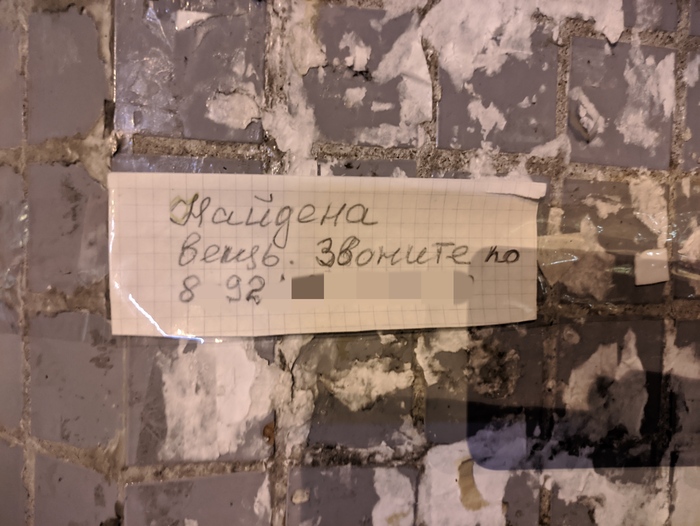 Найдена
вещь. Звоните по
8 92